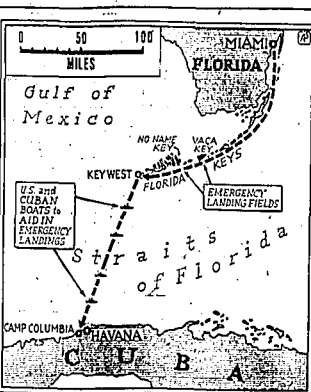 0 50 100
MILES
MIAMI
FLORIDA
Gulf of
Mexico
NO NAME
KEY
VACA
KEY
KEY WEST
FLORIDA KEYS
EMERGENCY
LANDING FIELDS
U.S. and
CUBAN
BOATS to
AID IN
EMERGENCY
LANDINGS
Straits
of Florida
CAMP COLUMBIA
HAVANA
CUBA